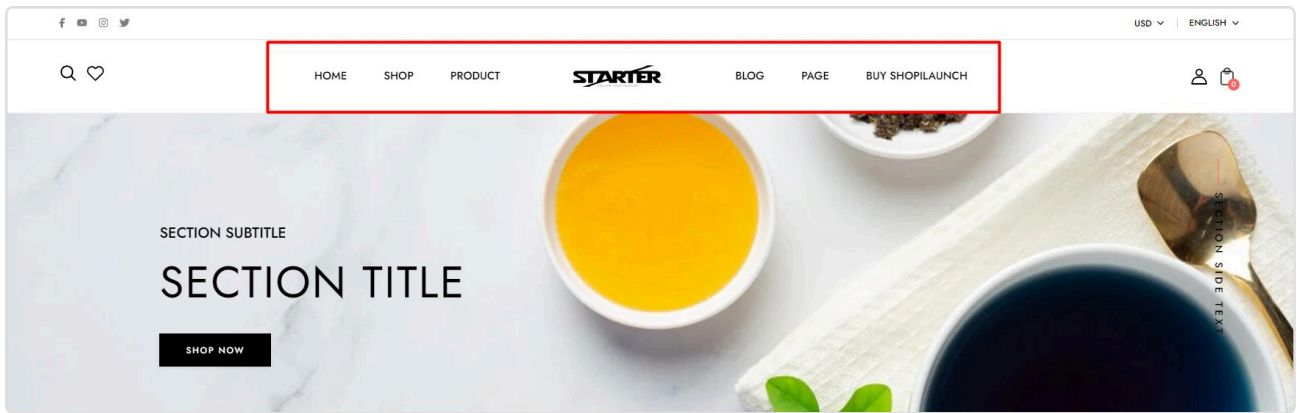 USD
ENGLISH
HOME SHOP PRODUCT STARTER BLOG PAGE BUY SHOPILAUNCH
0
SECTION SUBTITLE
SECTION TITLE
SHOP NOW
SECTION SIDE TEXT